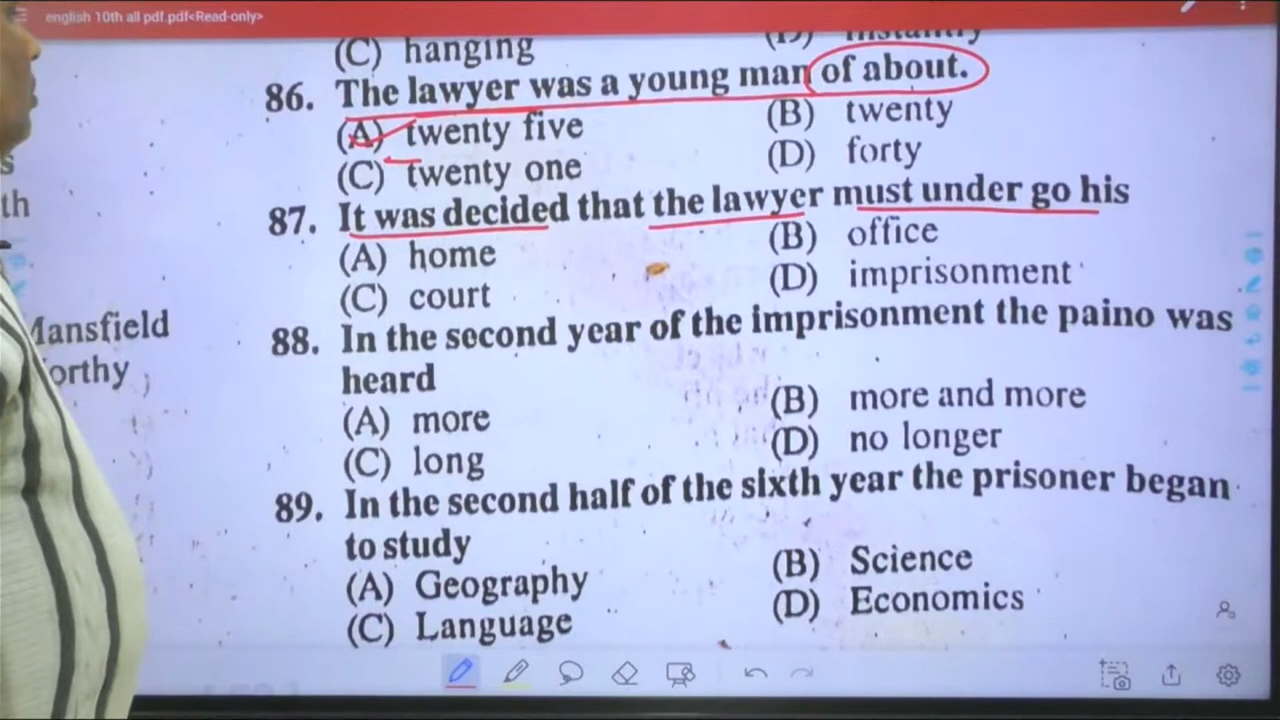 english 10th all pdf.pdf<Read-only>
(C) hanging (D) instantly
86. The lawyer was a young man of about.
(A) twenty five (B) twenty
(C) twenty one (D) forty
87. It was decided that the lawyer must under go his
(A) home (B) office
(C) court (D) imprisonment
88. In the second year of the imprisonment the paino was
heard
(A) more (B) more and more
(C) long (D) no longer
89. In the second half of the sixth year the prisoner began
to study
(A) Geography (B) Science
(C) Language (D) Economics
s
th
Mansfield
orthy